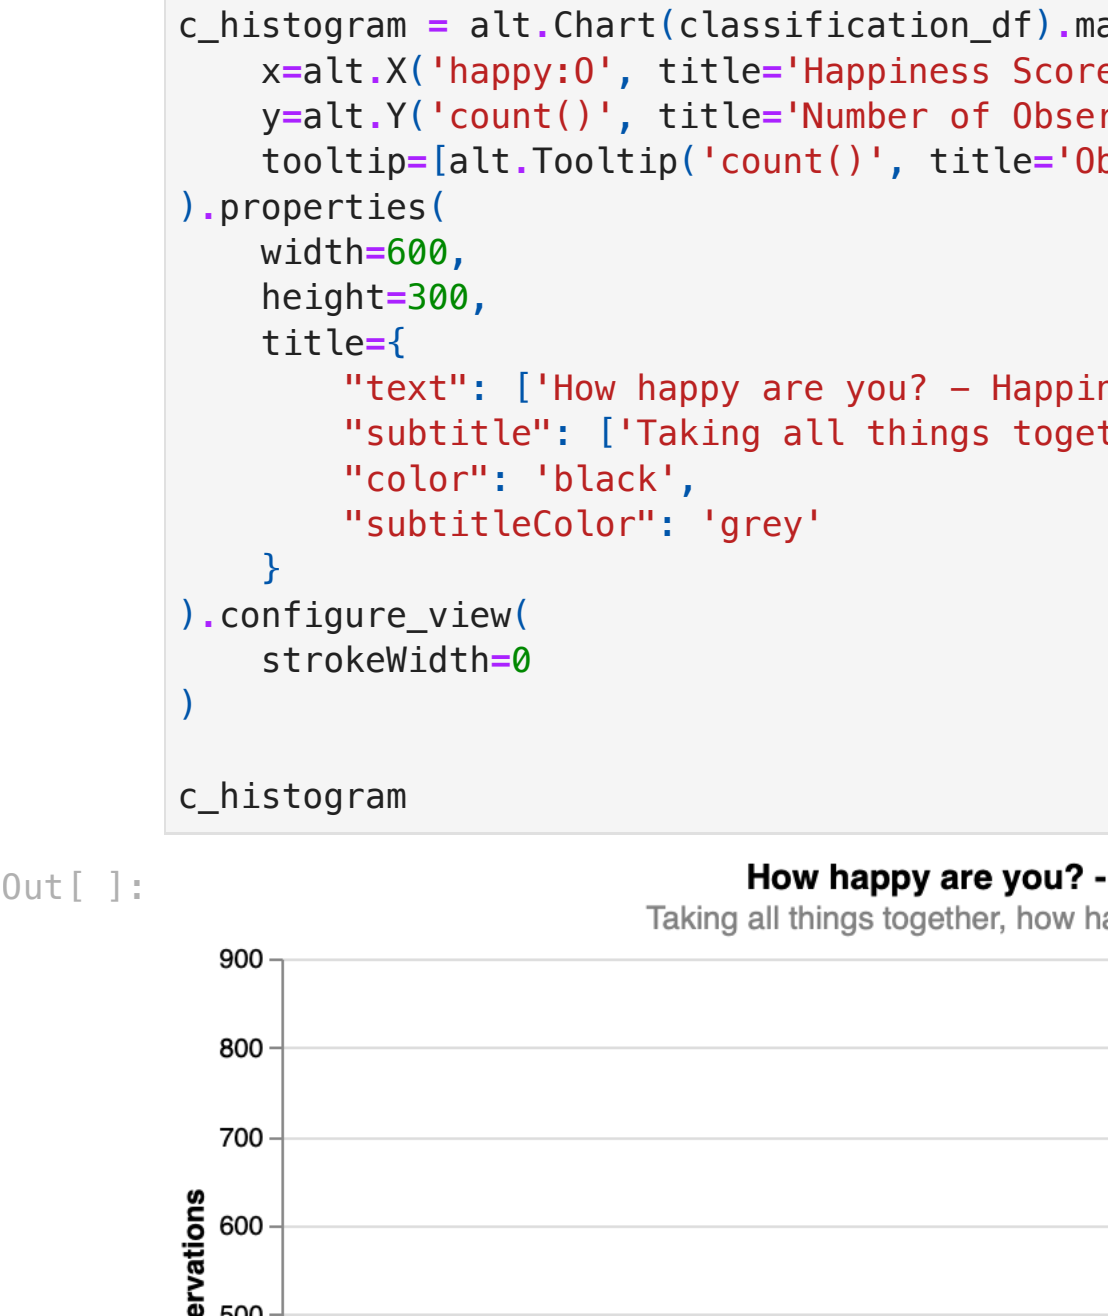 c_histogram = alt.Chart(classification_df).ma
    x=alt.X('happy:O', title='Happiness Score
    y=alt.Y('count()', title='Number of Obser
    tooltip=[alt.Tooltip('count()', title='Ob
).properties(
    width=600,
    height=300,
    title={
        "text": ['How happy are you? – Happin
        "subtitle": ['Taking all things toget
        "color": 'black',
        "subtitleColor": 'grey'
    }
).configure_view(
    strokeWidth=0
)
c_histogram
Out[ ]:
How happy are you? -
Taking all things together, how ha
900
800
700
600
500
ervations